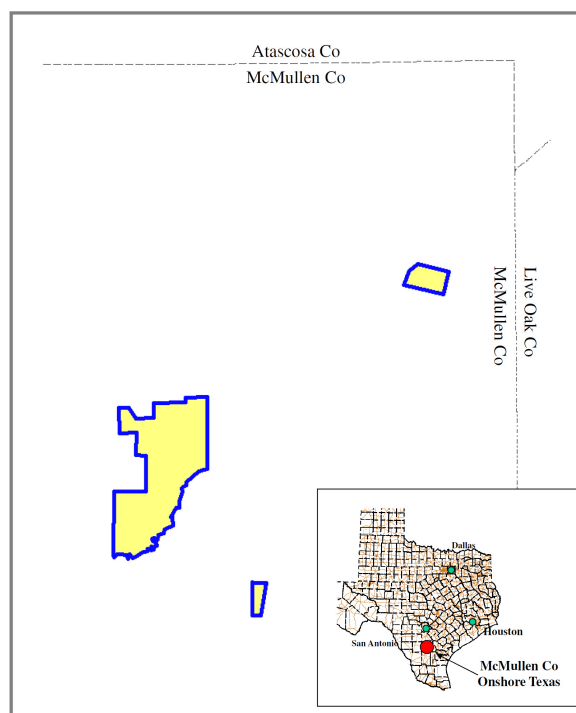 Atascosa Co
McMullen Co
McMullen Co
Live Oak Co
Dallas
Houston
San Antonio
McMullen Co
Onshore Texas